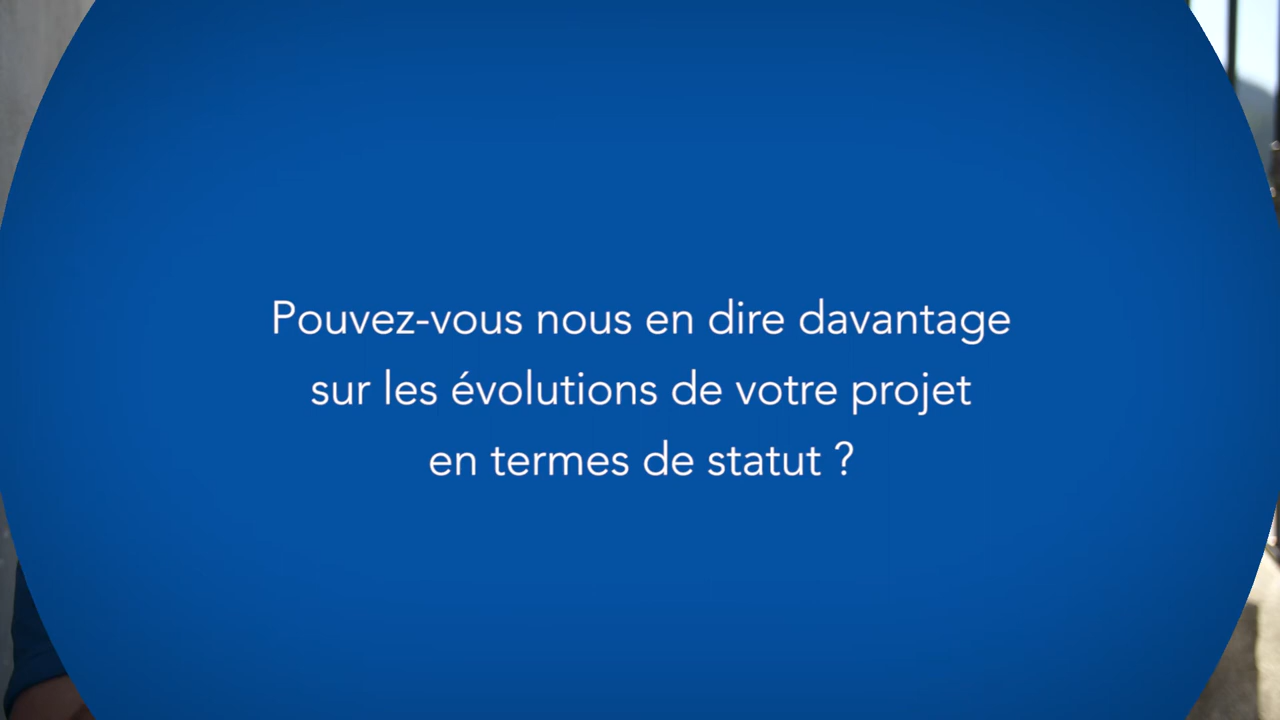 Pouvez-vous nous en dire davantage
sur les évolutions de votre projet
en termes de statut ?